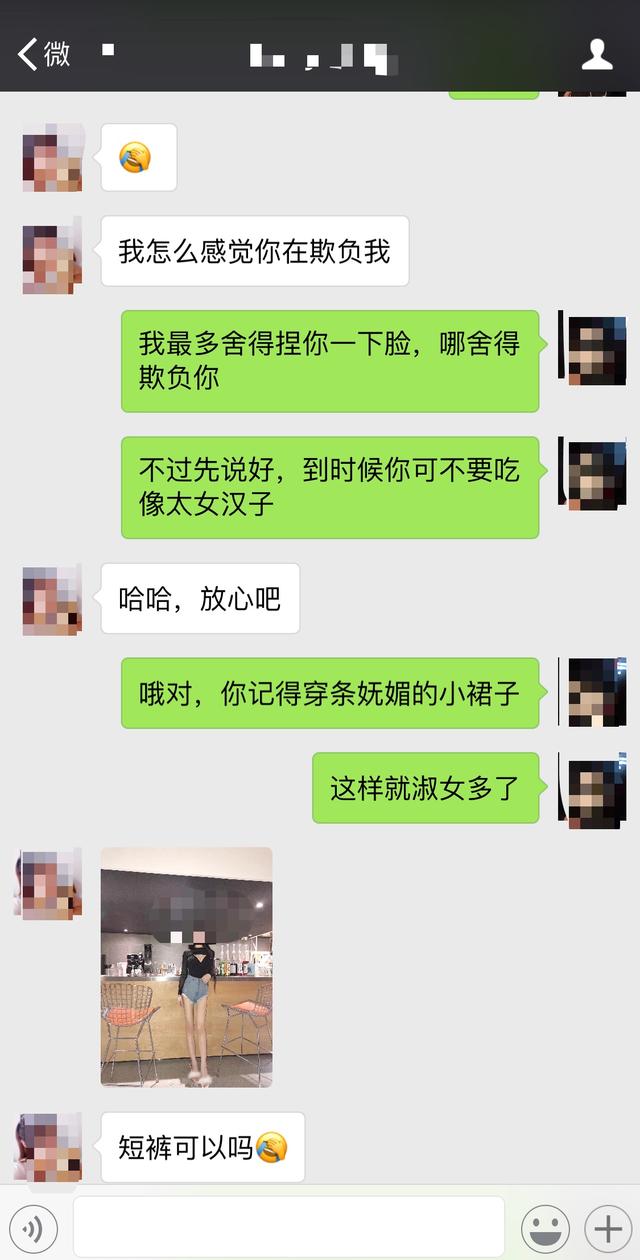 微
我怎么感觉你在欺负我
我最多舍得捏你一下脸，哪舍得
欺负你
不过先说好，到时候你可不要吃
像太女汉子
哈哈，放心吧
哦对，你记得穿条妩媚的小裙子
这样就淑女多了
短裤可以吗